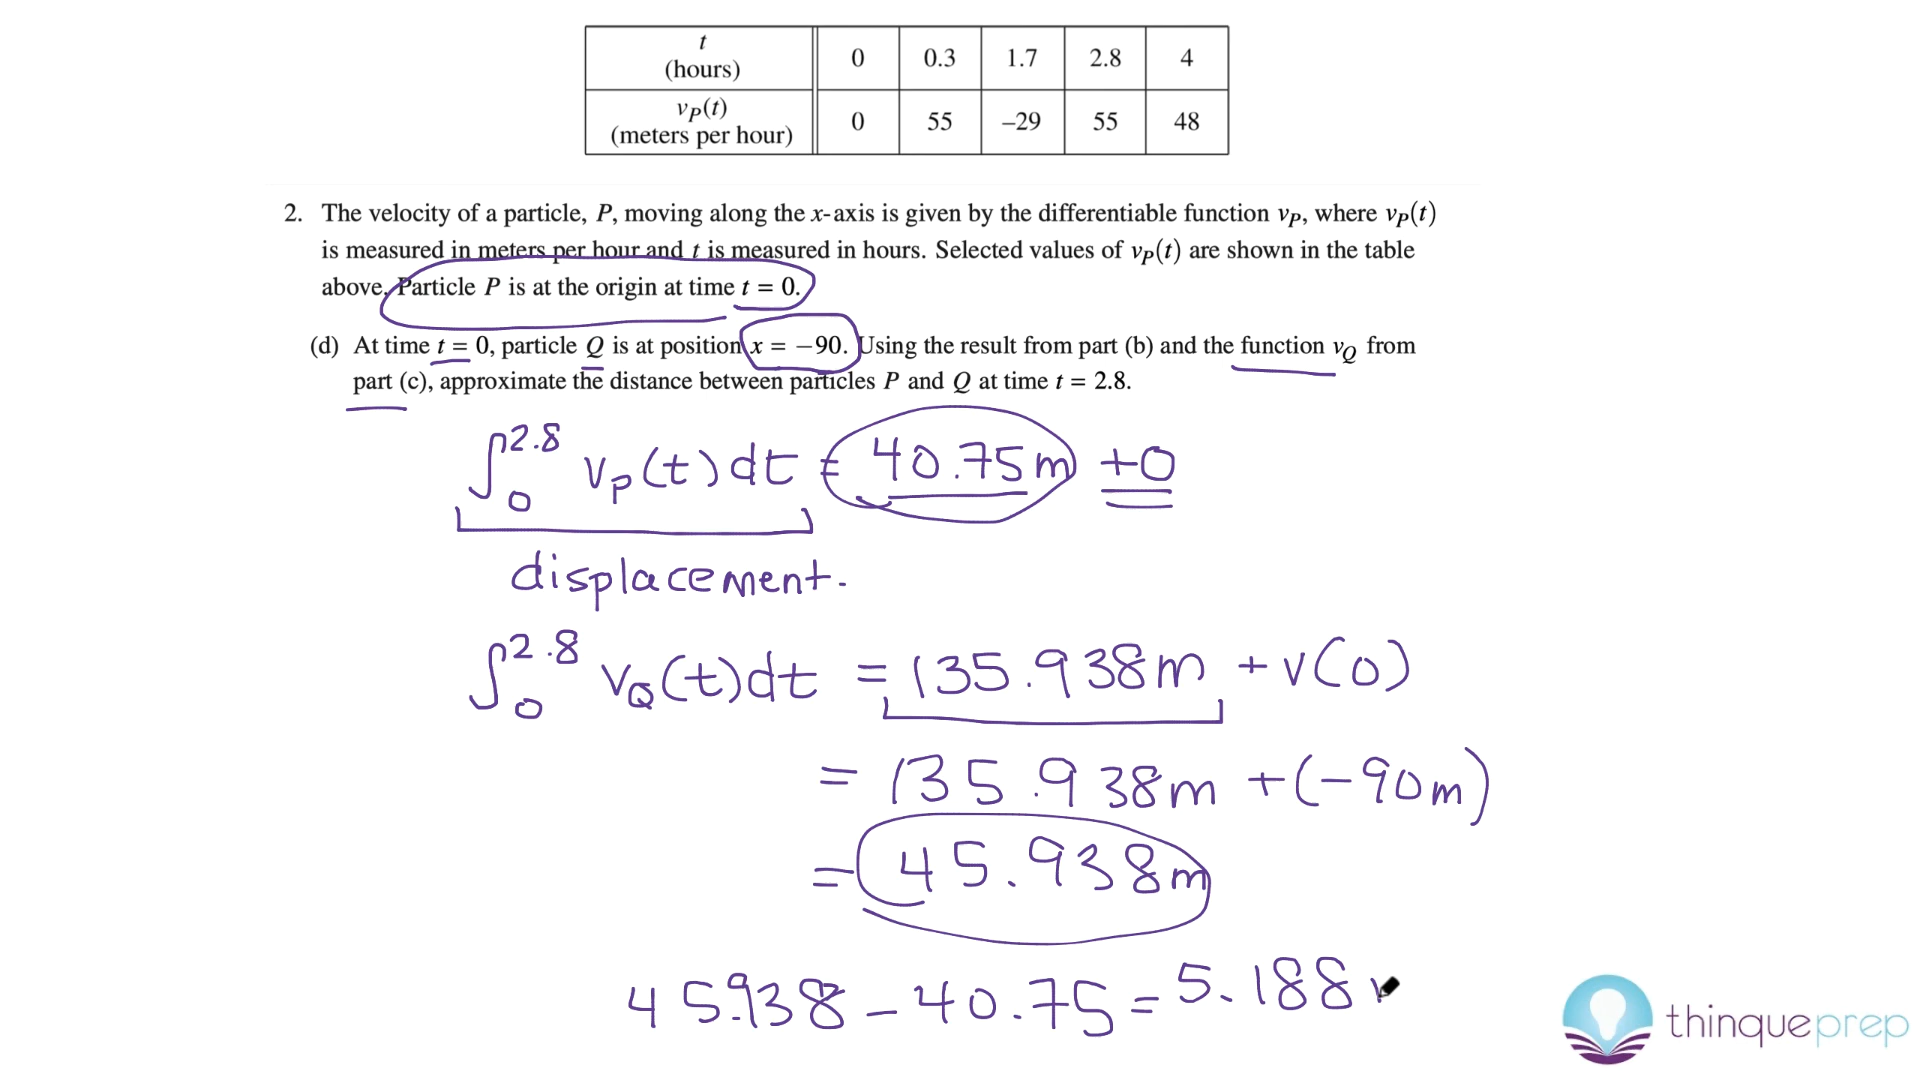 t (hours) 0 0.3 1.7 2.8 4
vP(t) (meters per hour) 0 55 –29 55 48
2. The velocity of a particle, P, moving along the x-axis is given by the differentiable function vP, where vP(t)
is measured in meters per hour and t is measured in hours. Selected values of vP(t) are shown in the table
above. Particle P is at the origin at time t = 0.
(d) At time t = 0, particle Q is at position x = −90. Using the result from part (b) and the function vQ from
part (c), approximate the distance between particles P and Q at time t = 2.8.
∫₀^2.8 vP(t)dt = 40.75m +0
displacement.
∫₀^2.8 vQ(t)dt = 135.938m + v(0)
= 135.938m +(-90m)
= 45.938m
45.938 - 40.75 = 5.188
thinqueprep